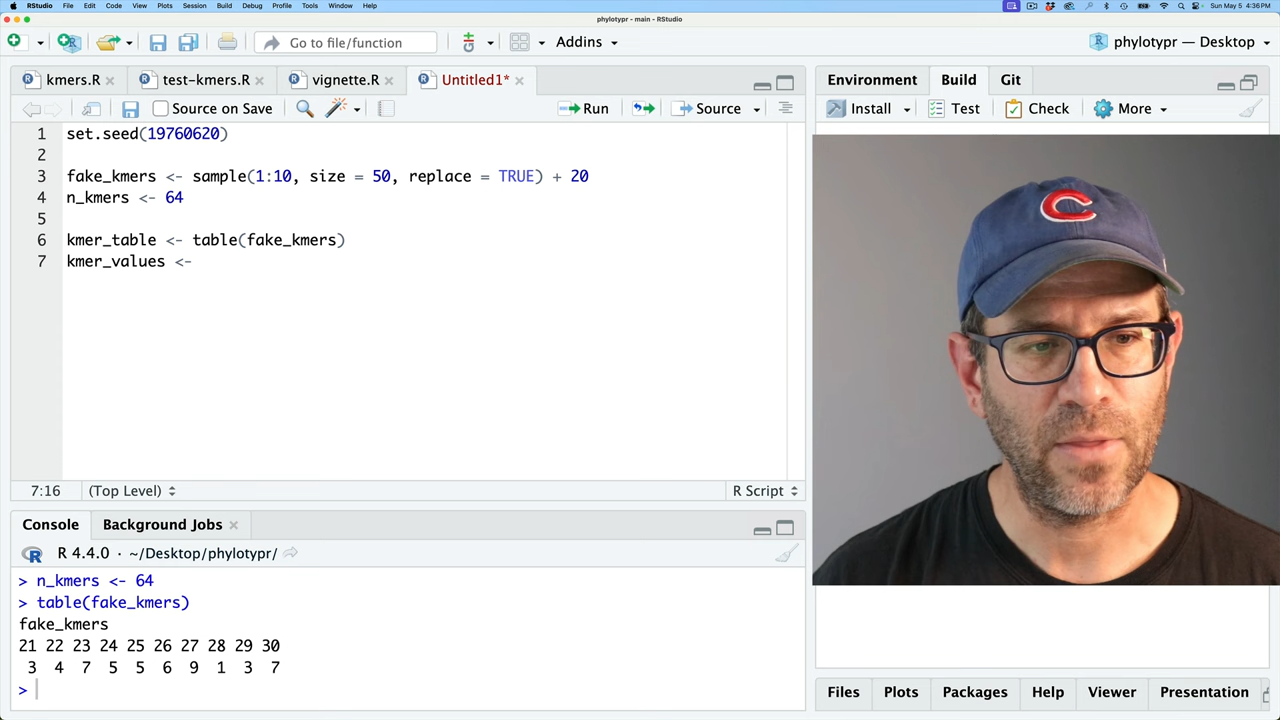 RStudio File Edit Code View Plots Session Build Debug Profile Tools Window Help Sun May 5 4:36 PM
phylotypr - main - RStudio
Go to file/function Addins phylotypr — Desktop
kmers.R test-kmers.R vignette.R Untitled1* Environment Build Git
Source on Save Run Source Install Test Check More
1 set.seed(19760620)
2
3 fake_kmers <- sample(1:10, size = 50, replace = TRUE) + 20
4 n_kmers <- 64
5
6 kmer_table <- table(fake_kmers)
7 kmer_values <-
7:16 (Top Level) R Script
Console Background Jobs
R 4.4.0 · ~/Desktop/phylotypr/
> n_kmers <- 64
> table(fake_kmers)
fake_kmers
21 22 23 24 25 26 27 28 29 30
3 4 7 5 5 6 9 1 3 7
>
Files Plots Packages Help Viewer Presentation